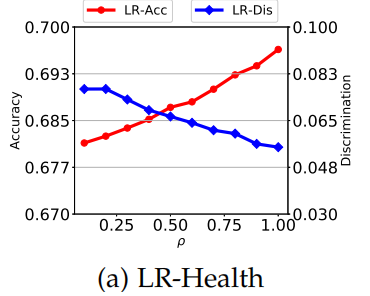 LR-Acc LR-Dis
0.700 0.100
0.693 0.083
0.685 0.065
0.677 0.048
0.670 0.030
Accuracy
Discrimination
0.25 0.50 0.75 1.00
ρ
(a) LR-Health